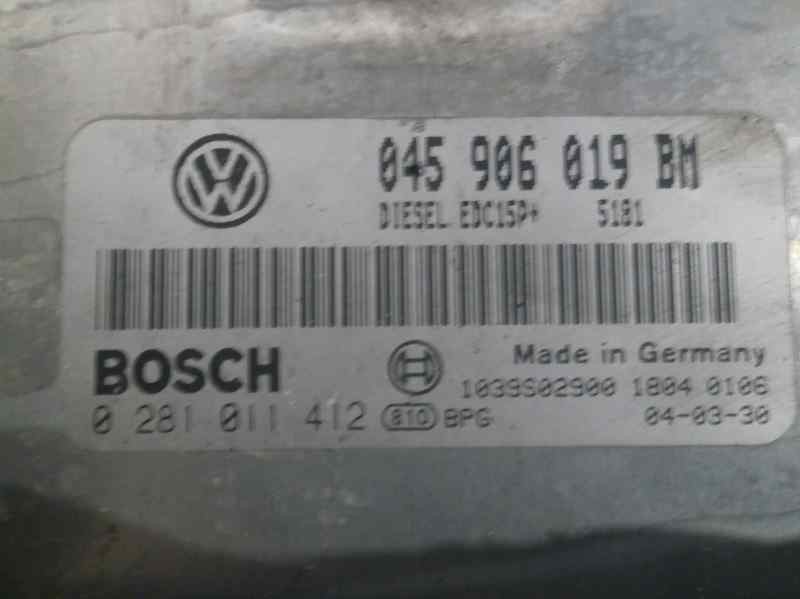 045 906 019 BM
DIESEL EDC15P+ 5181
BOSCH
Made in Germany
1039S02900 1804 0106
0 281 011 412 810 BPG 04-03-30